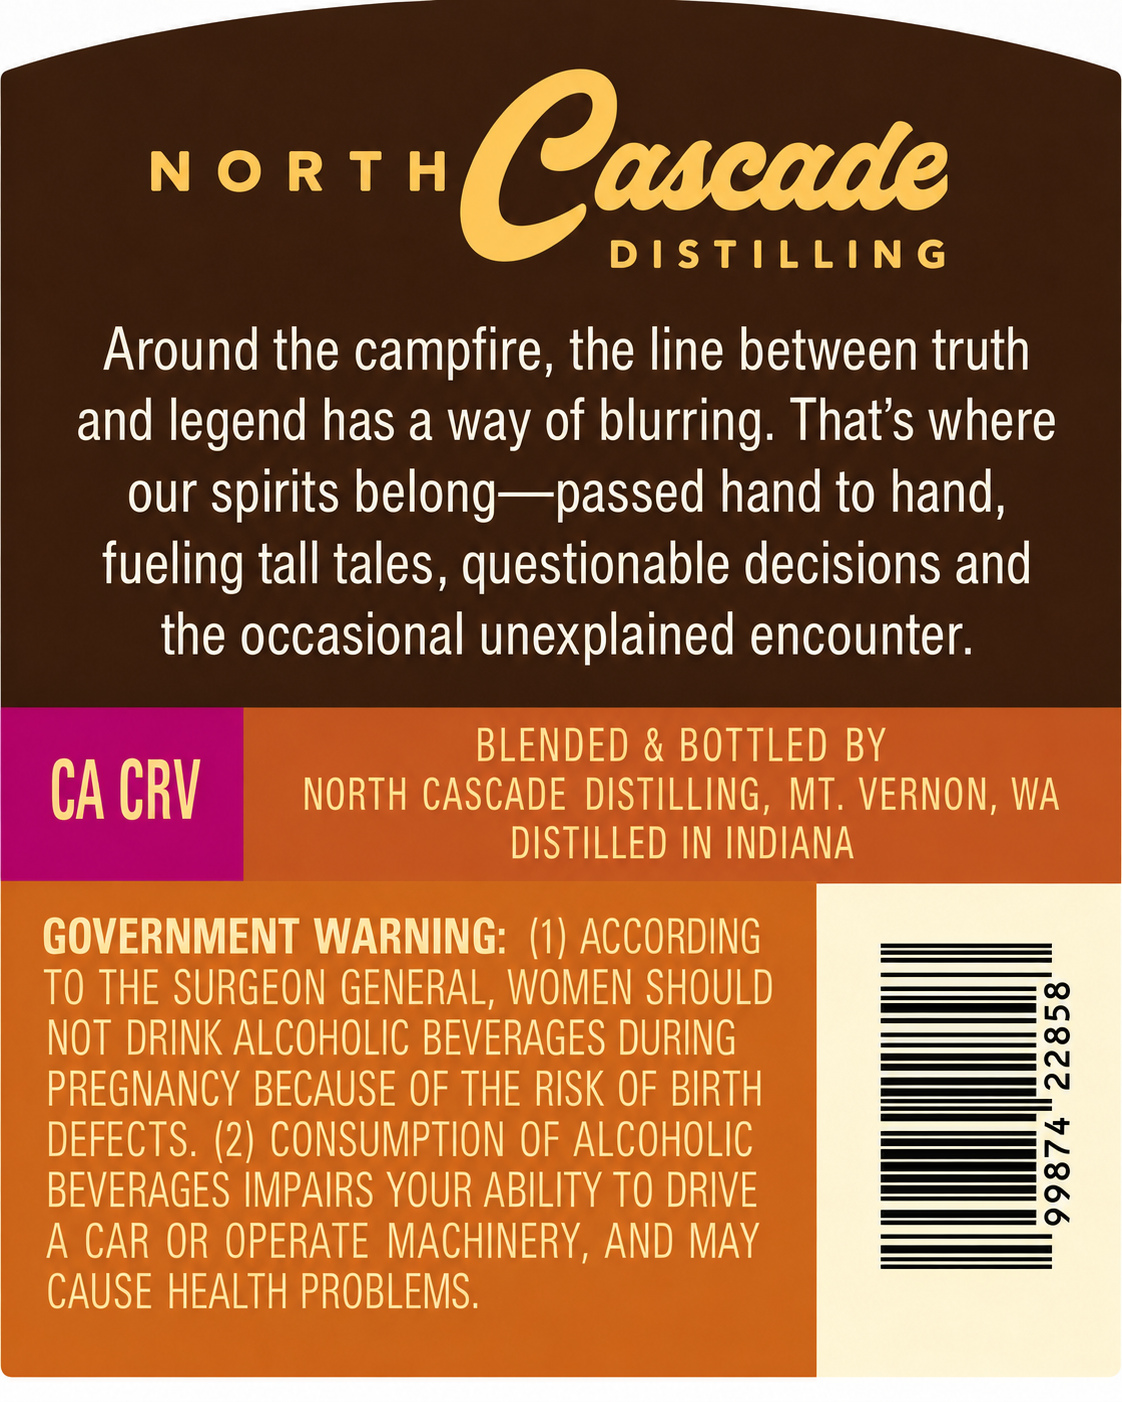 NORTH Cascade
DISTILLING
Around the campfire, the line between truth
and legend has a way of blurring. That’s where
our spirits belong—passed hand to hand,
fueling tall tales, questionable decisions and
the occasional unexplained encounter.
CA CRV
BLENDED & BOTTLED BY
NORTH CASCADE DISTILLING, MT. VERNON, WA
DISTILLED IN INDIANA
GOVERNMENT WARNING: (1) ACCORDING
TO THE SURGEON GENERAL, WOMEN SHOULD
NOT DRINK ALCOHOLIC BEVERAGES DURING
PREGNANCY BECAUSE OF THE RISK OF BIRTH
DEFECTS. (2) CONSUMPTION OF ALCOHOLIC
BEVERAGES IMPAIRS YOUR ABILITY TO DRIVE
A CAR OR OPERATE MACHINERY, AND MAY
CAUSE HEALTH PROBLEMS.
99874 22858